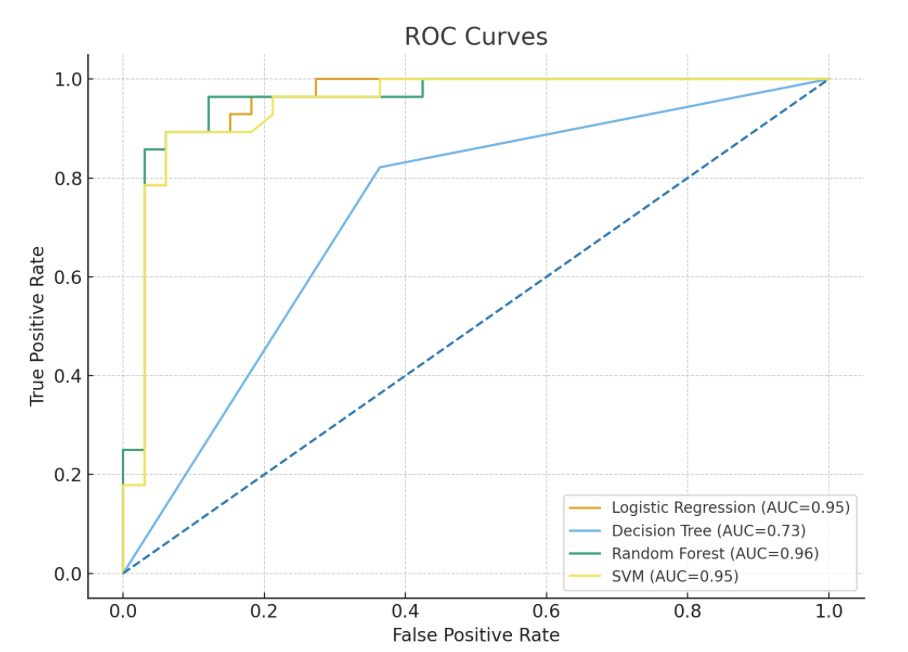 ROC Curves
True Positive Rate
1.0
0.8
0.6
0.4
0.2
0.0
0.0 0.2 0.4 0.6 0.8 1.0
False Positive Rate
Logistic Regression (AUC=0.95)
Decision Tree (AUC=0.73)
Random Forest (AUC=0.96)
SVM (AUC=0.95)